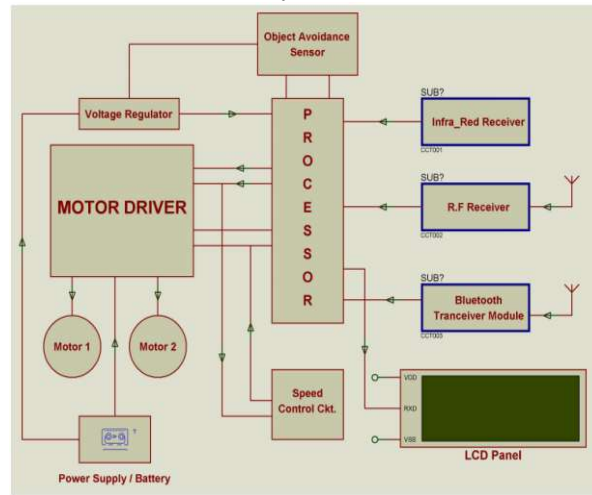 Object Avoidance
Sensor
Voltage Regulator
P
R
O
C
E
S
S
O
R
SUB?
Infra_Red Receiver
CCT001
MOTOR DRIVER
SUB?
R.F Receiver
CCT002
SUB?
Bluetooth
Tranceiver Module
CCT003
Motor 1
Motor 2
Speed
Control Ckt.
VDD
RXD
VSS
LCD Panel
?
Power Supply / Battery